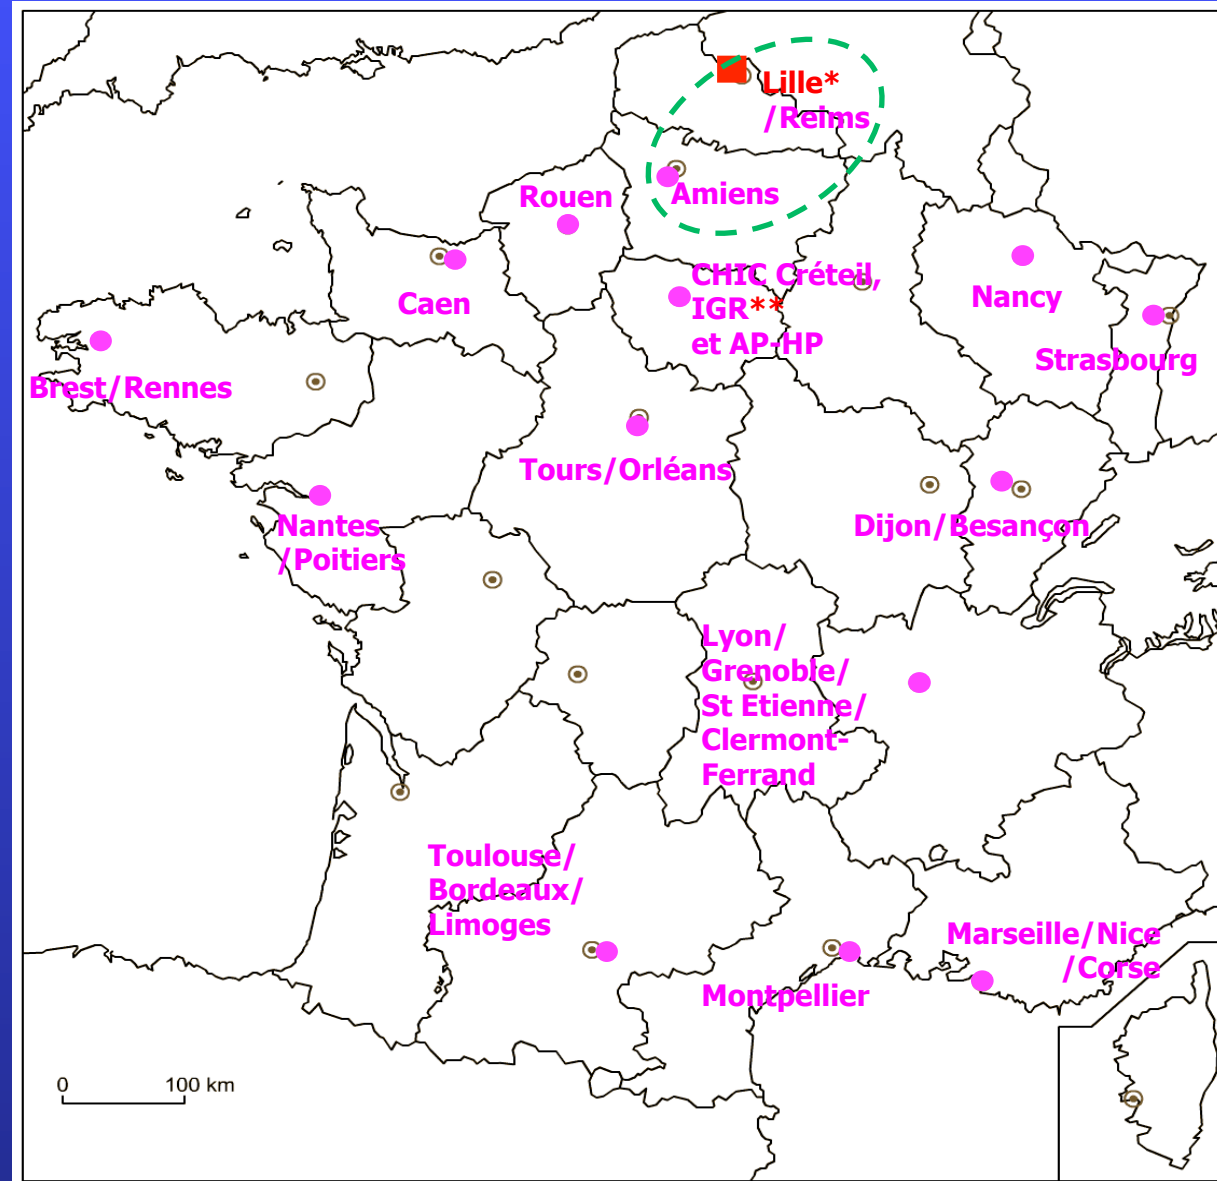 Lille*
/Reims
Amiens
Rouen
CHIC Créteil,
IGR**
et AP-HP
Caen
Nancy
Strasbourg
Brest/Rennes
Tours/Orléans
Nantes
/Poitiers
Dijon/Besançon
Lyon/
Grenoble/
St Etienne/
Clermont-
Ferrand
Toulouse/
Bordeaux/
Limoges
Marseille/Nice
/Corse
Montpellier
0 100 km